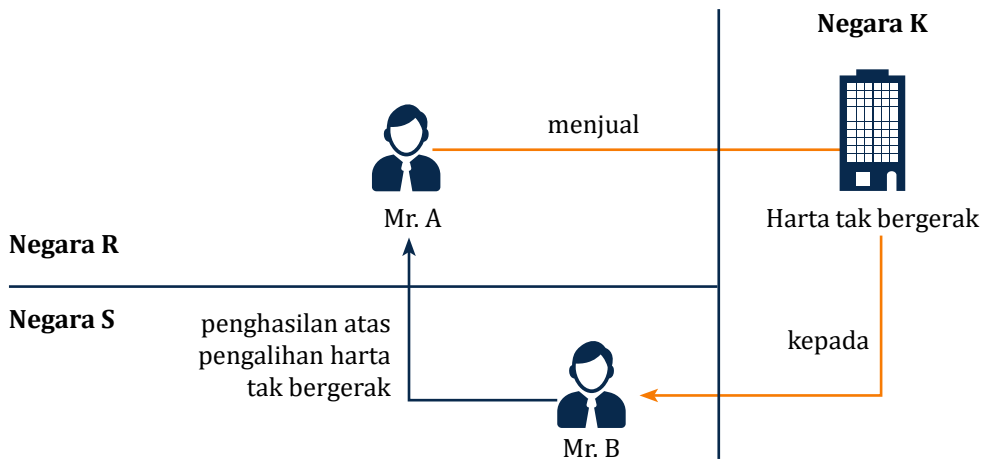 Negara K
menjual
Mr. A
Harta tak bergerak
Negara R
Negara S
penghasilan atas
pengalihan harta
tak bergerak
kepada
Mr. B